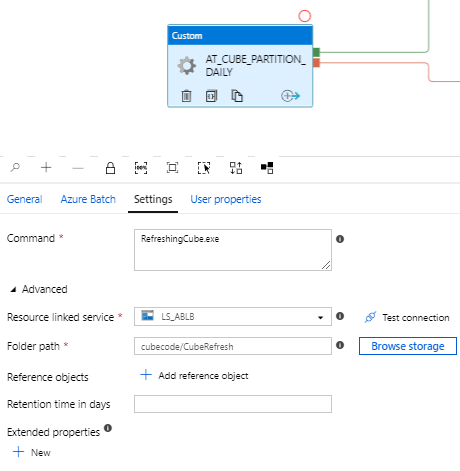 Custom
AT_CUBE_PARTITION_
DAILY
100%
General Azure Batch Settings User properties
Command *
RefreshingCube.exe
Advanced
Resource linked service * LS_ABLB Test connection
Folder path * cubecode/CubeRefresh Browse storage
Reference objects + Add reference object
Retention time in days
Extended properties
+ New